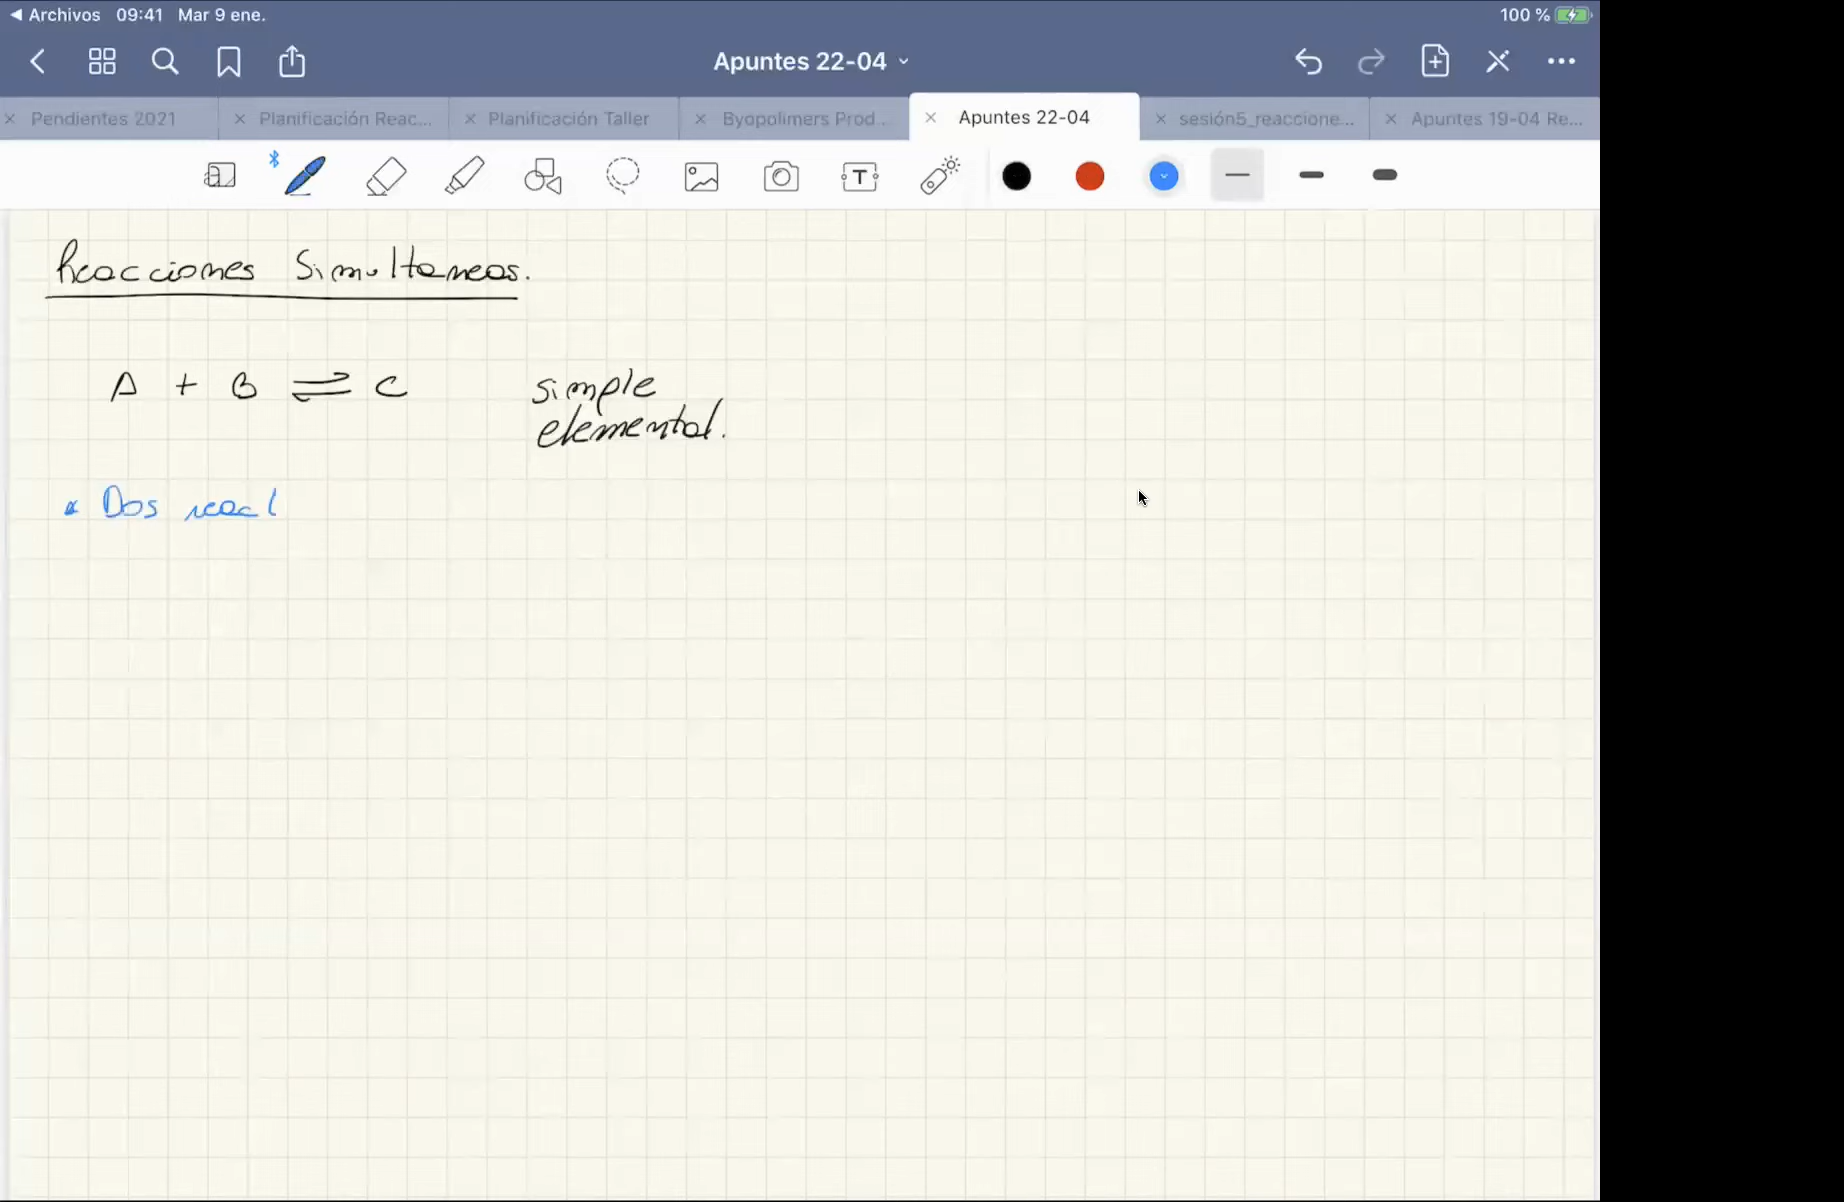 Archivos 09:41 Mar 9 ene. 100 %
Apuntes 22-04
Pendientes 2021 Planificación Reac... Planificación Taller Byopolimers Prod... Apuntes 22-04 sesión5_reaccione... Apuntes 19-04 Re...
T
Reacciones Simultaneas.
A + B ⇌ C simple
elemental.
* Dos reac